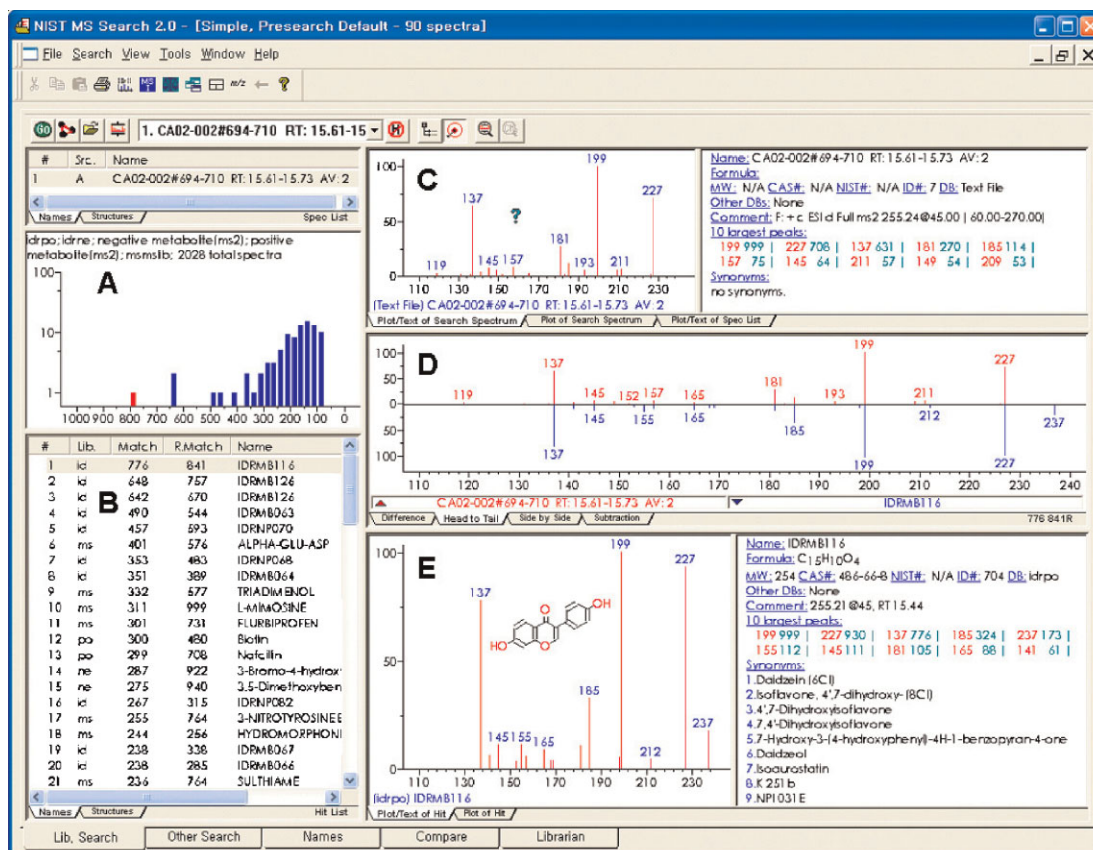 NIST MS Search 2.0 - [Simple, Presearch Default - 90 spectra]
File Search View Tools Window Help
1. CA02-002#694-710 RT: 15.61-15
# Src. Name
1 A CA02-002#694-710 RT: 15.61-15.73 AV: 2
Names Structures Spec List
idrpo; idrne; negative metabolte(ms2); positive
metabolte(ms2); msmslib; 2028 total spectra
A
100
10
1
1000 900 800 700 600 500 400 300 200 100 0
# Lib. Match R.Match Name
1 id 776 841 IDRMB116
2 id 648 757 IDRMB126
3 id 642 670 IDRMB126
4 id 490 544 IDRMB063
5 id 457 593 IDRNP070
6 ms 401 576 ALPHA-GLU-ASP
7 id 353 483 IDRNP068
8 id 351 389 IDRMB064
9 ms 332 577 TRIADIMENOL
10 ms 311 999 L-MIMOSINE
11 ms 301 731 FLURBIPROFEN
12 po 300 480 Biotin
13 po 299 708 Nafcillin
14 ne 287 922 3-Bromo-4-hydroxy
15 ne 275 940 3,5-Dimethoxyben
16 id 267 315 IDRNP082
17 ms 255 764 3-NITROTYROSINEE
18 ms 244 256 HYDROMORPHONI
19 id 238 338 IDRMB067
20 id 238 285 IDRMB066
21 ms 236 764 SULTHIAME
B
Names Structures Hit List
C
100
50
0
199
137
227
?
181
119
145
157
193
211
110 130 150 170 190 210 230
(Text File) CA02-002#694-710 RT: 15.61-15.73 AV: 2
Plot/Text of Search Spectrum Plot of Search Spectrum Plot/Text of Spec List
Name: CA02-002#694-710 RT: 15.61-15.73 AV: 2
Formula:
MW: N/A CAS#: N/A NIST#: N/A ID#: 7 DB: Text File
Other DBs: None
Comment: F: + c ESI d Full ms2 255.24@45.00 | 60.00-270.00|
10 largest peaks:
199 999 | 227 708 | 137 631 | 181 270 | 185 114 |
157 75 | 145 64 | 211 57 | 149 54 | 209 53 |
Synonyms:
no synonyms.
D
100
50
0
50
100
119 137 145 152 157 165 181 193 199 211 227
137 145 155 165 185 199 212 227 237
110 120 130 140 150 160 170 180 190 200 210 220 230 240
CA02-002#694-710 RT: 15.61-15.73 AV: 2 IDRMB116
Difference Head to Tail Side by Side Subtraction 776 841R
E
100
50
0
199
227
137
185
237
145 155 165
212
OH
O
HO
O
110 130 150 170 190 210 230
(idrpo) IDRMB116
Plot/Text of Hit Plot of Hit
Name: IDRMB116
Formula: C15H10O4
MW: 254 CAS#: 486-66-8 NIST#: N/A ID#: 704 DB: idrpo
Other DBs: None
Comment: 255.21@45, RT 15.44
10 largest peaks:
199 999 | 227 930 | 137 776 | 185 324 | 237 173 |
155 112 | 145 111 | 181 105 | 165 88 | 141 61 |
Synonyms:
1.Daidzein (6CI)
2.Isoflavone, 4',7-dihydroxy- (8CI)
3.4',7-Dihydroxyisoflavone
4.7,4'-Dihydroxyisoflavone
5.7-Hydroxy-3-(4-hydroxyphenyl)-4H-1-benzopyran-4-one
6.Daidzeol
7.Isoaurostatin
8.K 251 b
9.NPI 031 E
Lib. Search Other Search Names Compare Librarian